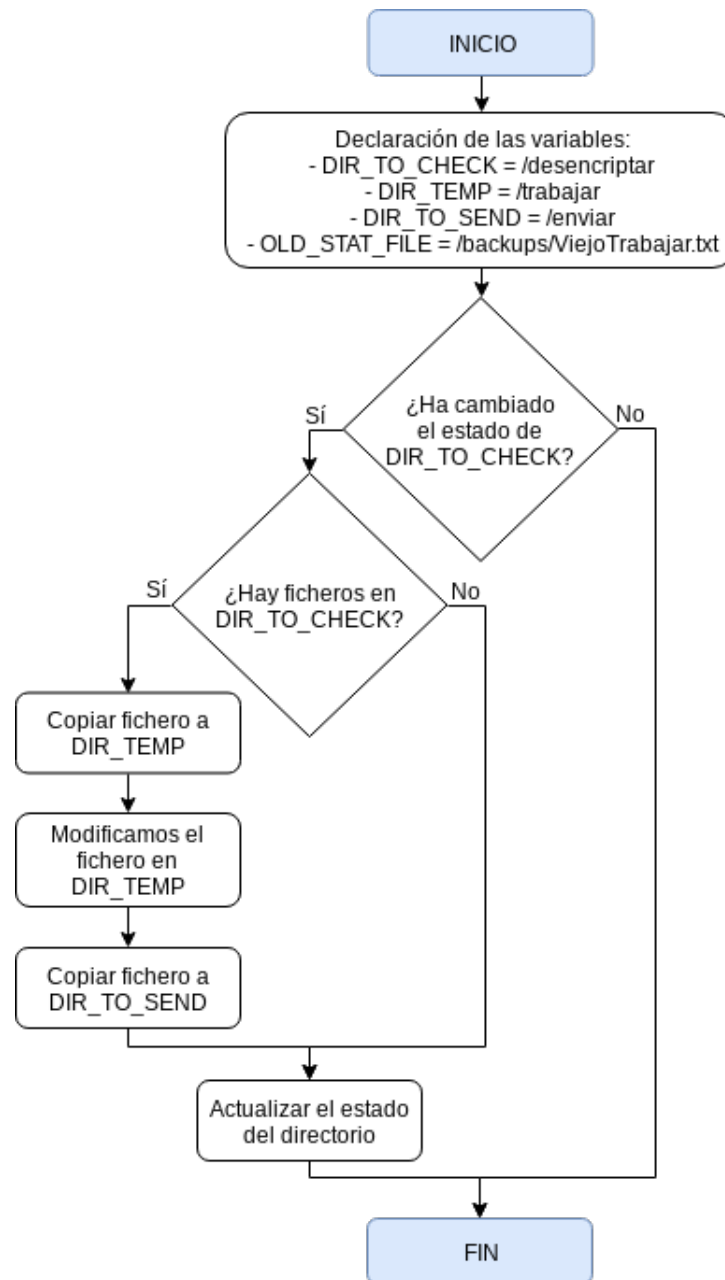 INICIO
Declaración de las variables:
- DIR_TO_CHECK = /desencriptar
- DIR_TEMP = /trabajar
- DIR_TO_SEND = /enviar
- OLD_STAT_FILE = /backups/ViejoTrabajar.txt
¿Ha cambiado
el estado de
DIR_TO_CHECK?
Sí
No
¿Hay ficheros en
DIR_TO_CHECK?
Sí
No
Copiar fichero a
DIR_TEMP
Modificamos el
fichero en
DIR_TEMP
Copiar fichero a
DIR_TO_SEND
Actualizar el estado
del directorio
FIN